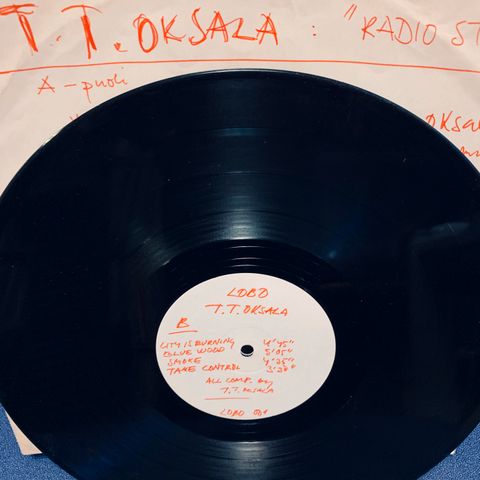 T.T. OKSALA : "RADIO ST
A - puoli
OKSAL
LOBO
T.T. OKSALA
B
CITY IS BURNING 4'45"
BLUE WOOD 5'05"
SMOKE 4'25"
TAKE CONTROL 3'20"
ALL COMP. BY
T.T. OKSALA
LOBO 001